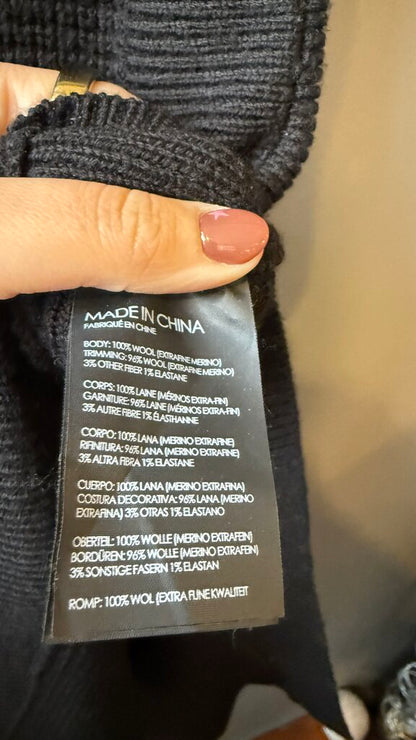 MADE IN CHINA
FABRIQUÉ EN CHINE
BODY: 100% WOOL (EXTRAFINE MERINO)
TRIMMING: 96% WOOL (EXTRAFINE MERINO)
3% OTHER FIBER 1% ELASTANE
CORPS: 100% LAINE (MÉRINOS EXTRA-FIN)
GARNITURE: 96% LAINE (MÉRINOS EXTRA-FIN)
3% AUTRE FIBRE 1% ÉLASTHANNE
CORPO: 100% LANA (MERINO EXTRAFINE)
RIFINITURA: 96% LANA (MERINO EXTRAFINE)
3% ALTRA FIBRA 1% ELASTANE
CUERPO: 100% LANA (MERINO EXTRAFINA)
COSTURA DECORATIVA: 96% LANA (MERINO
EXTRAFINA) 3% OTRAS 1% ELASTANO
OBERTEIL: 100% WOLLE (MERINO EXTRAFEIN)
BORDÜREN: 96% WOLLE (MERINO EXTRAFEIN)
3% SONSTIGE FASERN 1% ELASTAN
ROMP: 100% WOL (EXTRA FIJNE KWALITEIT